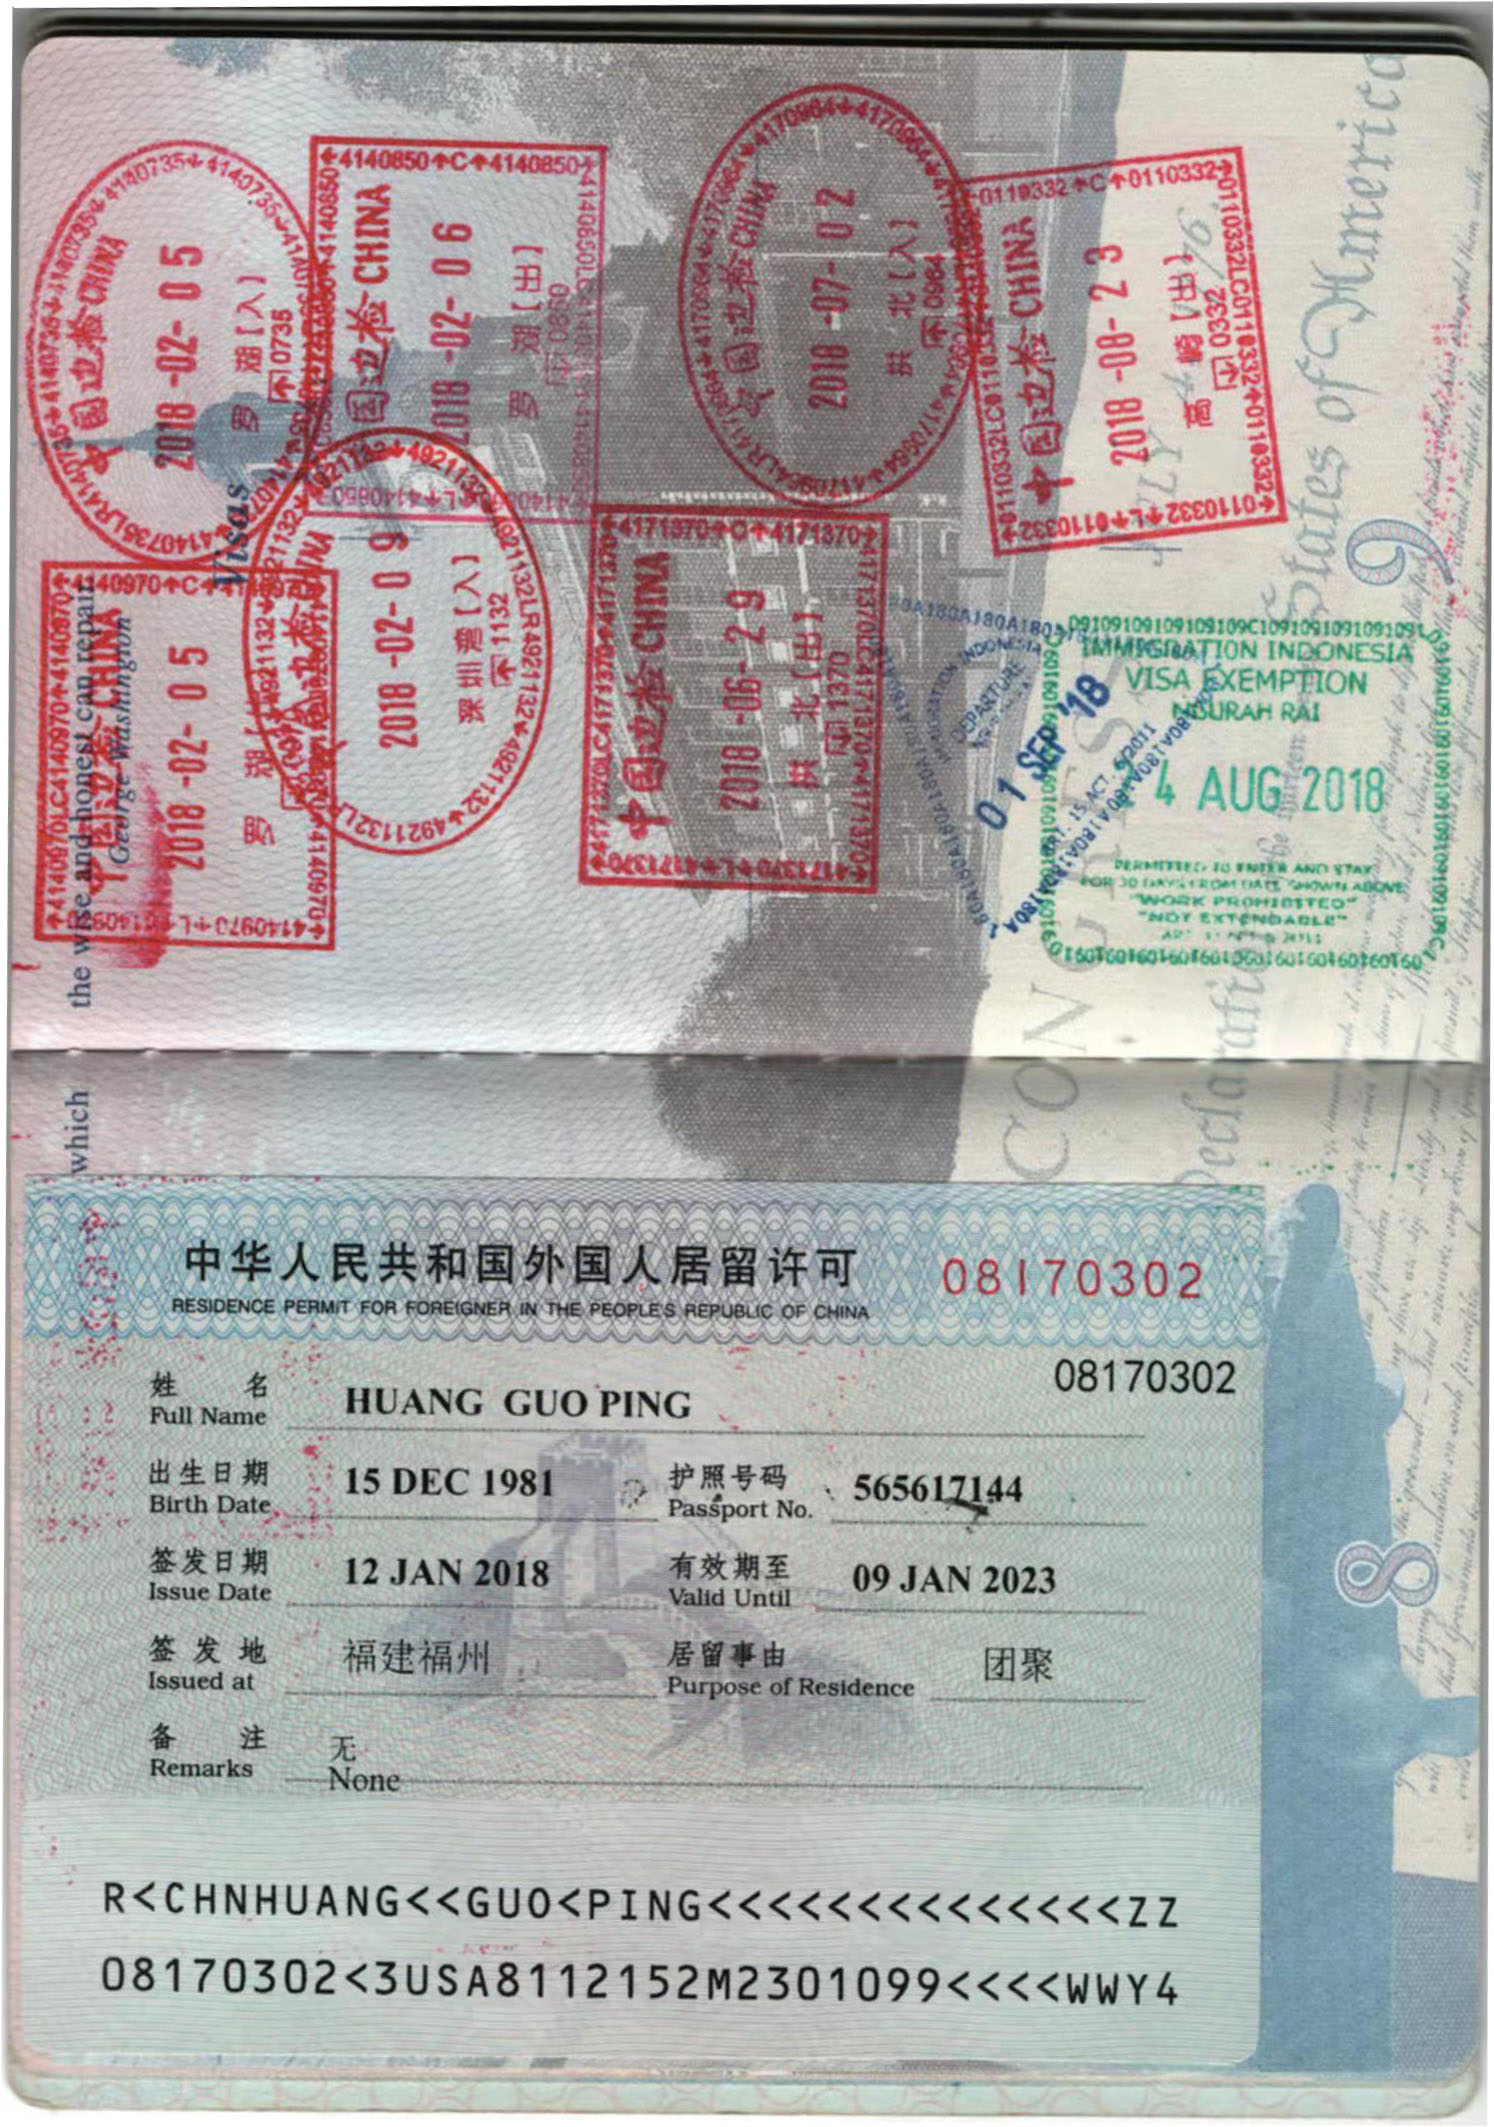 the wise and honest can repair.
George Washington
Visas
4140735
中国边检 CHINA
2018-02-05
罗湖[入]
0735
4140850↑C↑4140850
中国边检 CHINA
2018-02-06
罗湖[出]
0850
4140970↑C↑4140970
中国边检 CHINA
2018-02-05
罗湖
4921132
中国边检 CHINA
2018-02-09
深圳湾[入]
1132
4170964
中国边检 CHINA
2018-07-02
拱北[入]
0964
4171370↑C↑4171370
中国边检 CHINA
2018-06-29
拱北[出]
1370
0110332↑C↑0110332
中国边检 CHINA
2018-08-23
高崎[出]
0332
IMMIGRATION INDONESIA
DEPARTURE
01 SEP '18
IMMIGRATION INDONESIA
VISA EXEMPTION
NGURAH RAI
4 AUG 2018
PERMITTED TO ENTER AND STAY
FOR 30 DAYS FROM DATE SHOWN ABOVE
"WORK PROHIBITED"
"NOT EXTENDABLE"
CONGRESS
JULY 4, 1776.
Declaration
States of America
9
which
中华人民共和国外国人居留许可
08170302
RESIDENCE PERMIT FOR FOREIGNER IN THE PEOPLE'S REPUBLIC OF CHINA
08170302
姓 名
Full Name HUANG GUO PING
出生日期 护照号码
Birth Date 15 DEC 1981 Passport No. 565617144
签发日期 有效期至
Issue Date 12 JAN 2018 Valid Until 09 JAN 2023
签发地 福建福州 居留事由 团聚
Issued at Purpose of Residence
备 注 无
Remarks None
R<CHNHUANG<<GUO<PING<<<<<<<<<<<<<<ZZ
08170302<3USA8112152M2301099<<<<WWY4
8